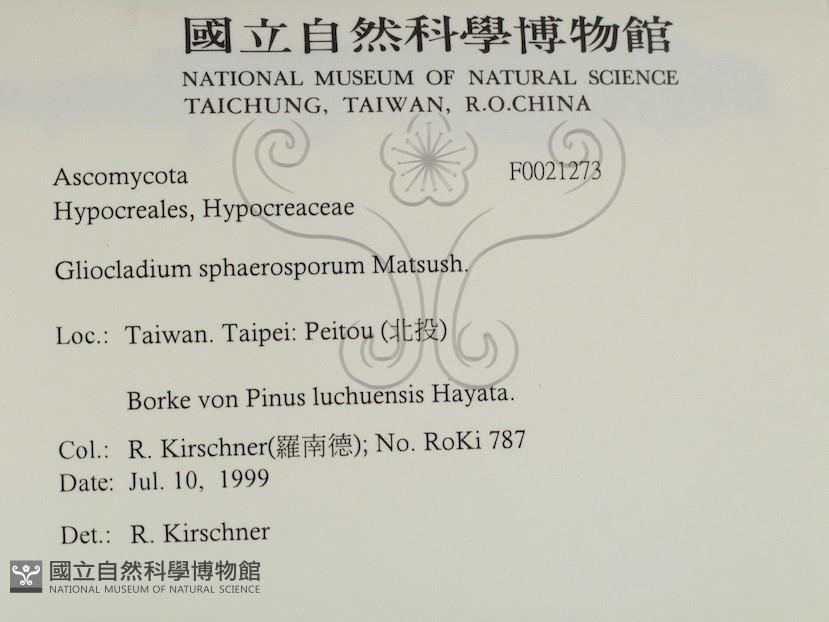 國立自然科學博物館
NATIONAL MUSEUM OF NATURAL SCIENCE
TAICHUNG, TAIWAN, R.O.CHINA
Ascomycota F0021273
Hypocreales, Hypocreaceae
Gliocladium sphaerosporum Matsush.
Loc.: Taiwan. Taipei: Peitou (北投)
Borke von Pinus luchuensis Hayata.
Col.: R. Kirschner(羅南德); No. RoKi 787
Date: Jul. 10, 1999
Det.: R. Kirschner
國立自然科學博物館
NATIONAL MUSEUM OF NATURAL SCIENCE